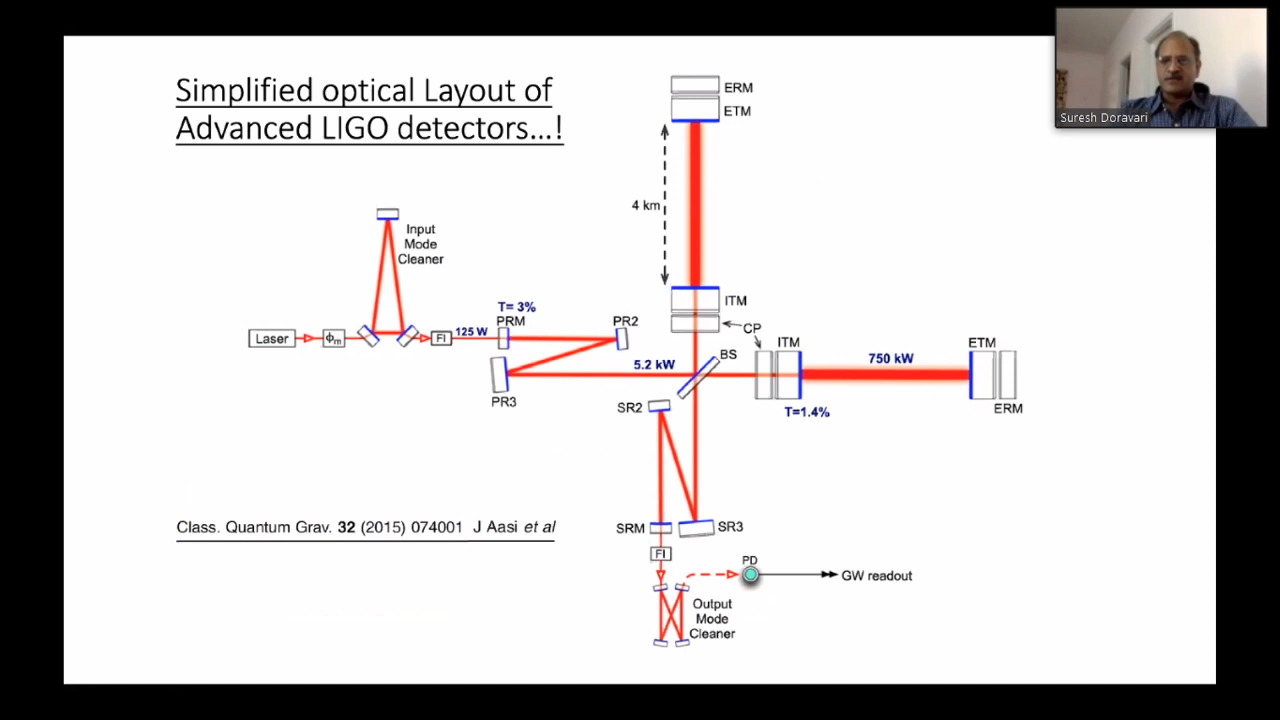 Simplified optical Layout of
Advanced LIGO detectors...!
Suresh Doravari
ERM
ETM
4 km
Input
Mode
Cleaner
ITM
T= 3%
PRM
PR2
CP
Laser
ϕm
FI
125 W
ITM
ETM
BS
5.2 kW
750 kW
PR3
SR2
T=1.4%
ERM
Class. Quantum Grav. 32 (2015) 074001 J Aasi et al
SRM
SR3
FI
PD
GW readout
Output
Mode
Cleaner